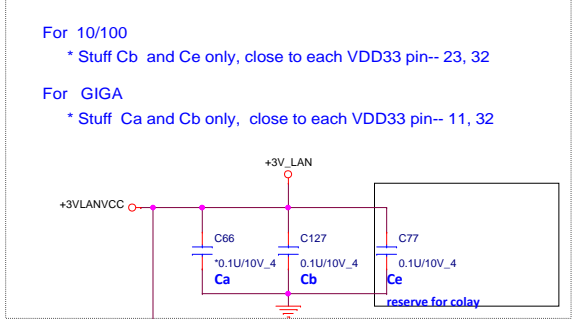 For 10/100
* Stuff Cb and Ce only, close to each VDD33 pin-- 23, 32
For GIGA
* Stuff Ca and Cb only, close to each VDD33 pin-- 11, 32
+3V_LAN
+3VLANVCC
C66
C127
C77
*0.1U/10V_4
0.1U/10V_4
0.1U/10V_4
Ca
Cb
Ce
reserve for colay